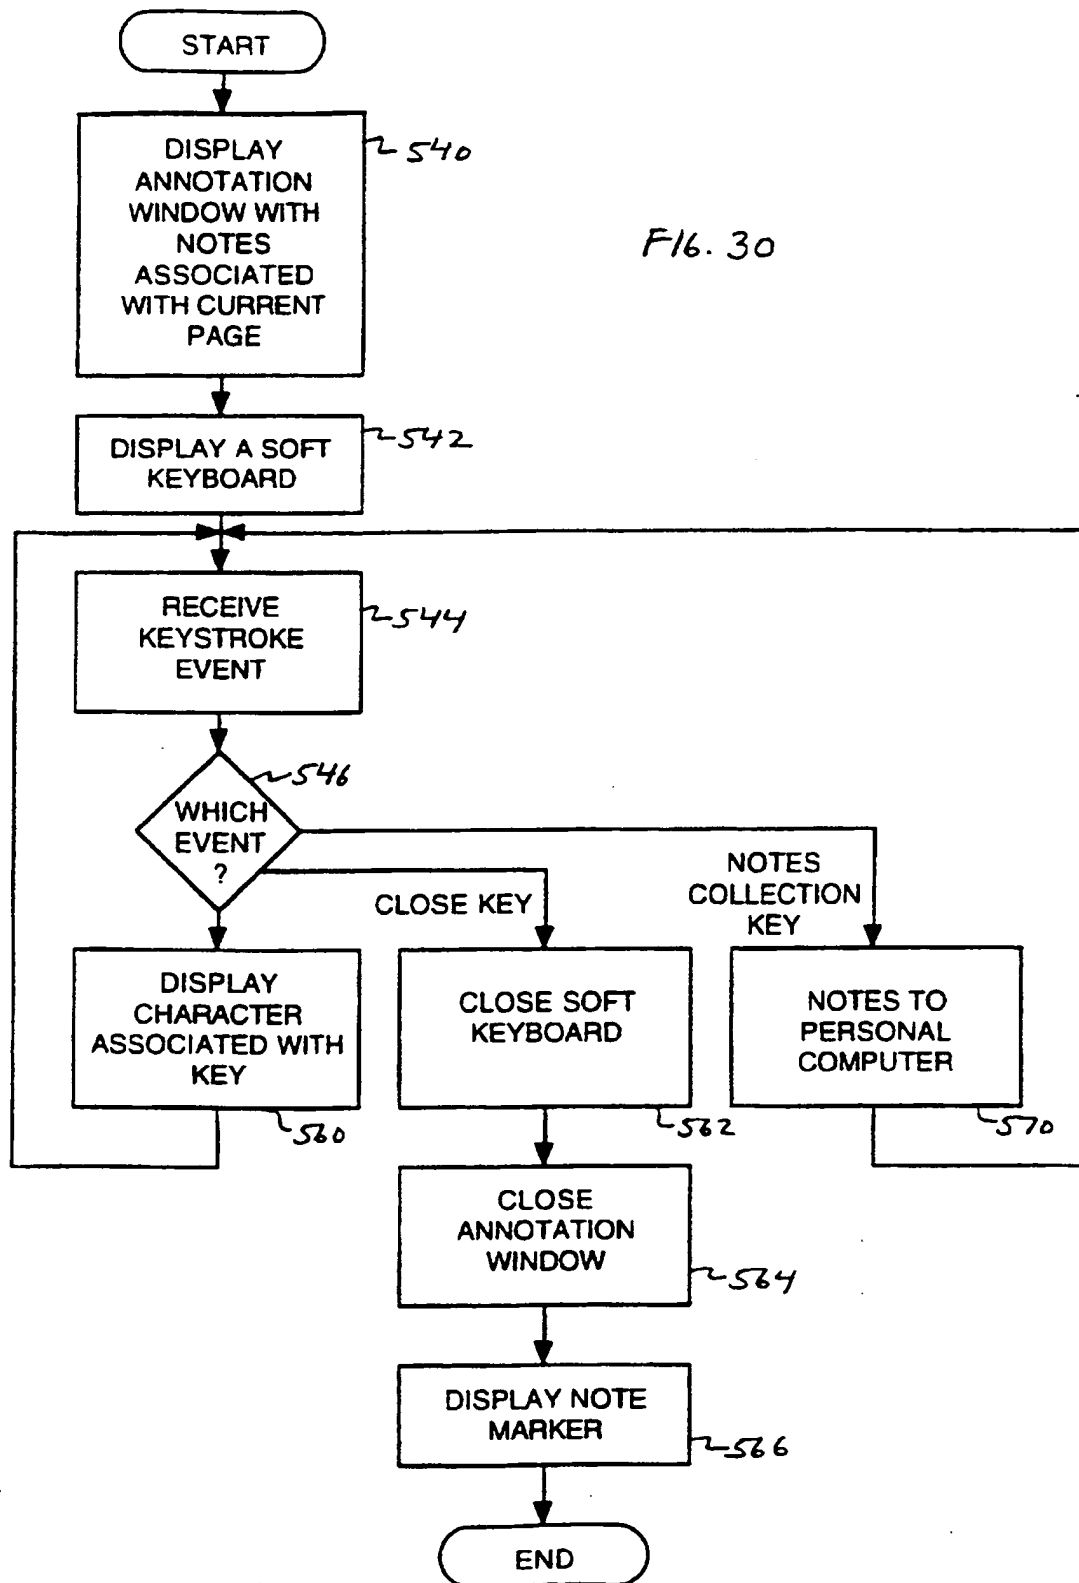 START
DISPLAY
ANNOTATION
WINDOW WITH
NOTES
ASSOCIATED
WITH CURRENT
PAGE
540
FIG. 30
DISPLAY A SOFT
KEYBOARD
542
RECEIVE
KEYSTROKE
EVENT
544
546
WHICH
EVENT
?
CLOSE KEY
NOTES
COLLECTION
KEY
DISPLAY
CHARACTER
ASSOCIATED WITH
KEY
560
CLOSE SOFT
KEYBOARD
562
NOTES TO
PERSONAL
COMPUTER
570
CLOSE
ANNOTATION
WINDOW
564
DISPLAY NOTE
MARKER
566
END